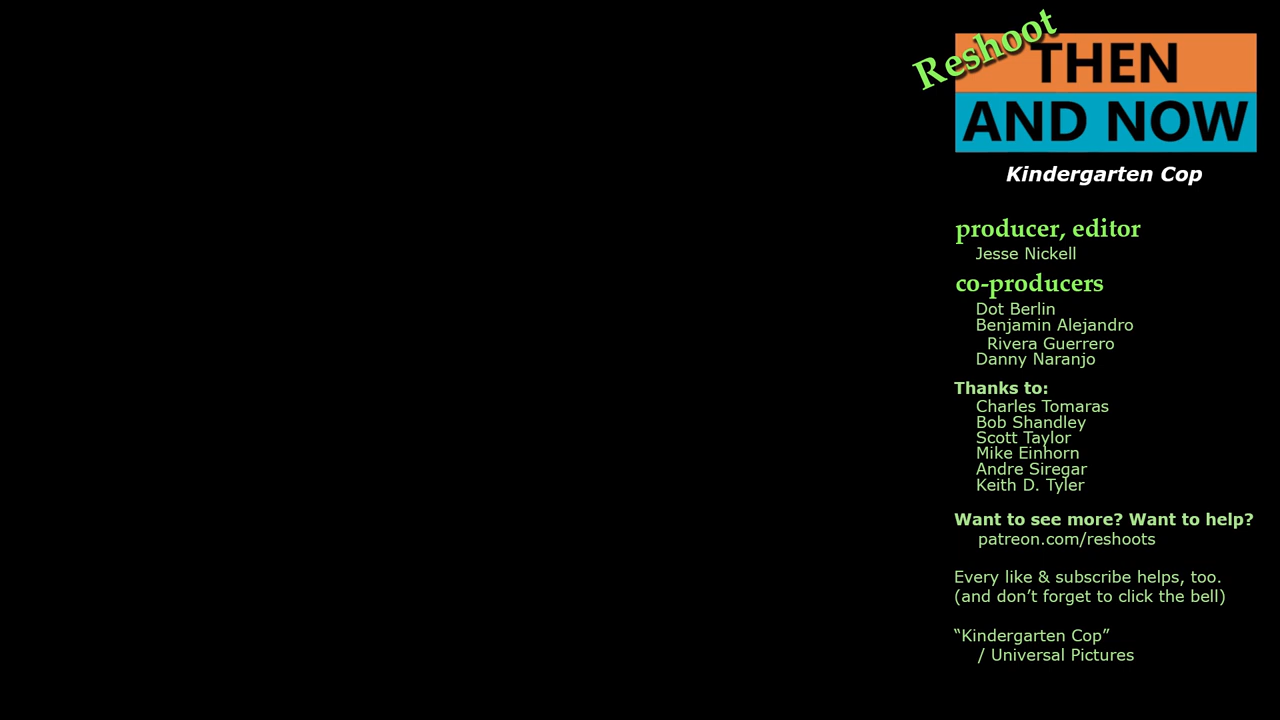 Reshoot
THEN
AND NOW
Kindergarten Cop
producer, editor
Jesse Nickell
co-producers
Dot Berlin
Benjamin Alejandro
Rivera Guerrero
Danny Naranjo
Thanks to:
Charles Tomaras
Bob Shandley
Scott Taylor
Mike Einhorn
Andre Siregar
Keith D. Tyler
Want to see more? Want to help?
patreon.com/reshoots
Every like & subscribe helps, too.
(and don’t forget to click the bell)
“Kindergarten Cop”
/ Universal Pictures